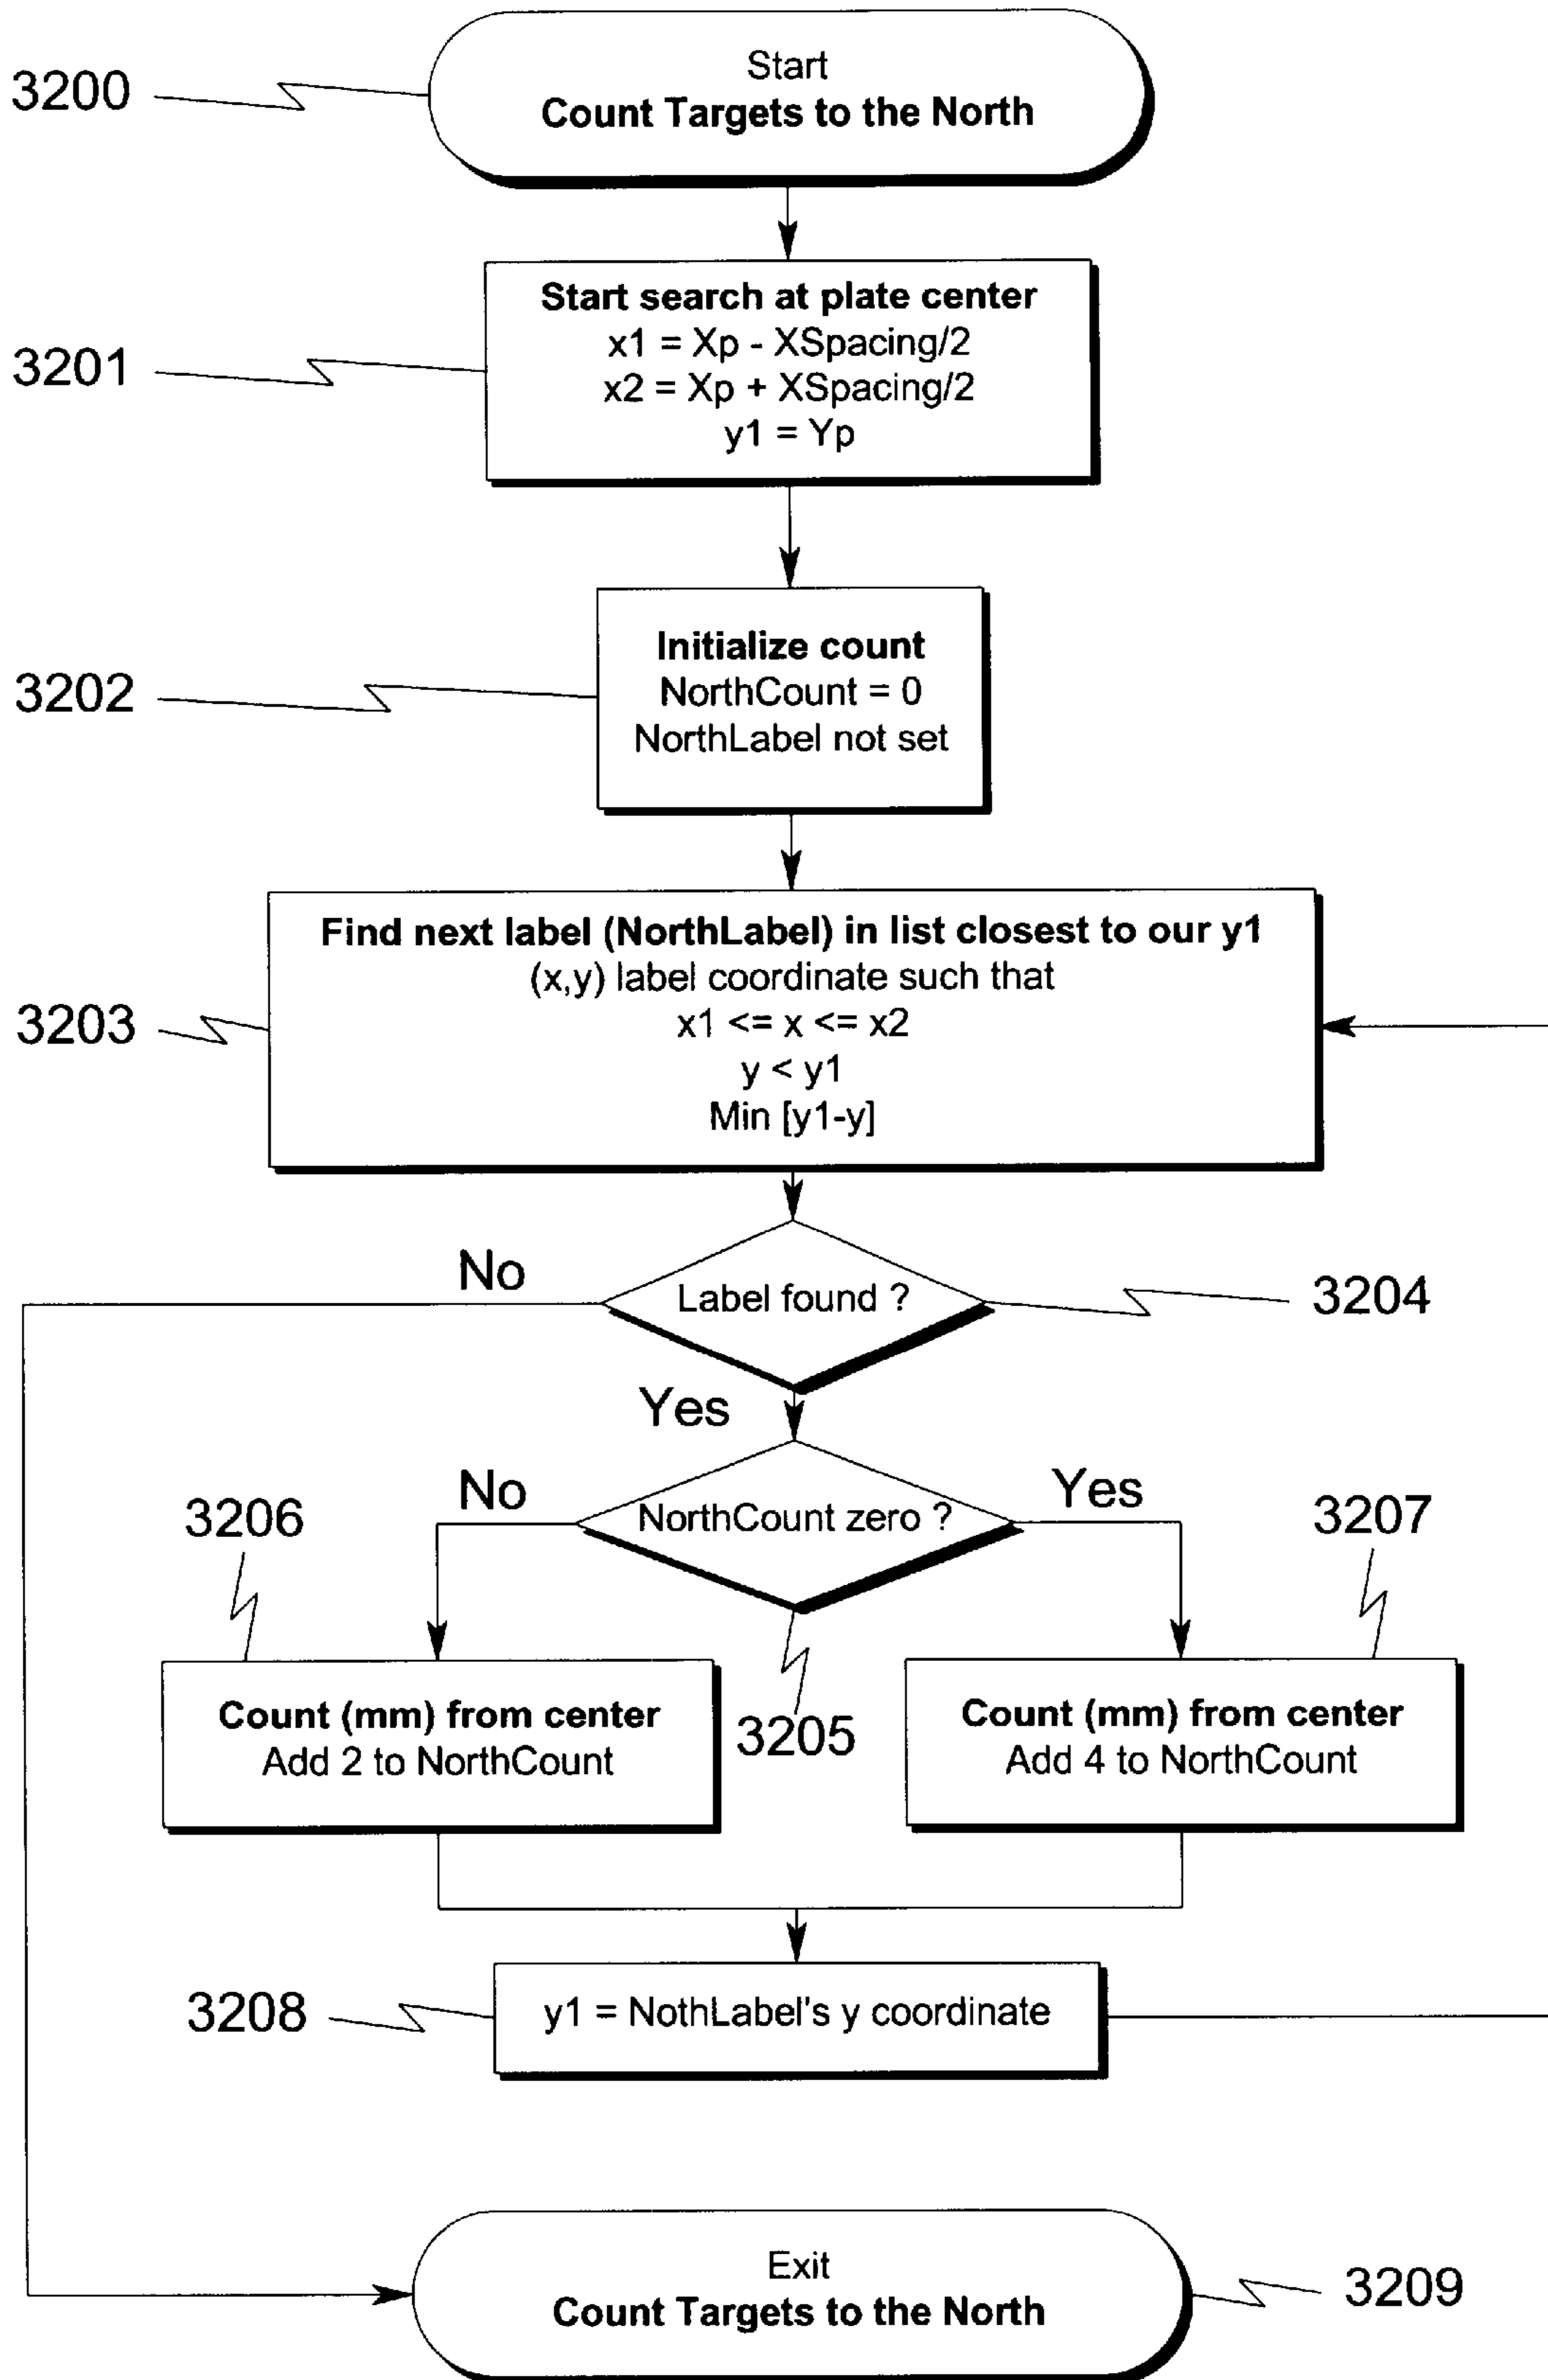 3200
Start
Count Targets to the North
3201
Start search at plate center
x1 = Xp - XSpacing/2
x2 = Xp + XSpacing/2
y1 = Yp
3202
Initialize count
NorthCount = 0
NorthLabel not set
3203
Find next label (NorthLabel) in list closest to our y1
(x,y) label coordinate such that
x1 <= x <= x2
y < y1
Min [y1-y]
No
Label found ?
3204
Yes
No
NorthCount zero ?
Yes
3206
3207
Count (mm) from center
Add 2 to NorthCount
3205
Count (mm) from center
Add 4 to NorthCount
3208
y1 = NothLabel's y coordinate
Exit
Count Targets to the North
3209